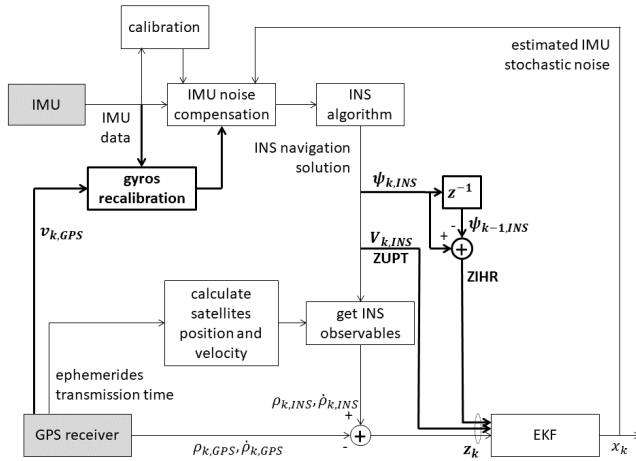 calibration
estimated IMU
stochastic noise
IMU
IMU noise
compensation
INS
algorithm
IMU
data
INS navigation
solution
gyros
recalibration
ψₖ,INS
z⁻¹
vₖ,GPS
-
ψₖ₋₁,INS
+
+
Vₖ,INS
ZUPT
ZIHR
calculate
satellites
position and
velocity
get INS
observables
ephemerides
transmission time
ρₖ,INS, ρ̇ₖ,INS
+
GPS receiver
-
+
EKF
ρₖ,GPS, ρ̇ₖ,GPS
zₖ
xₖ